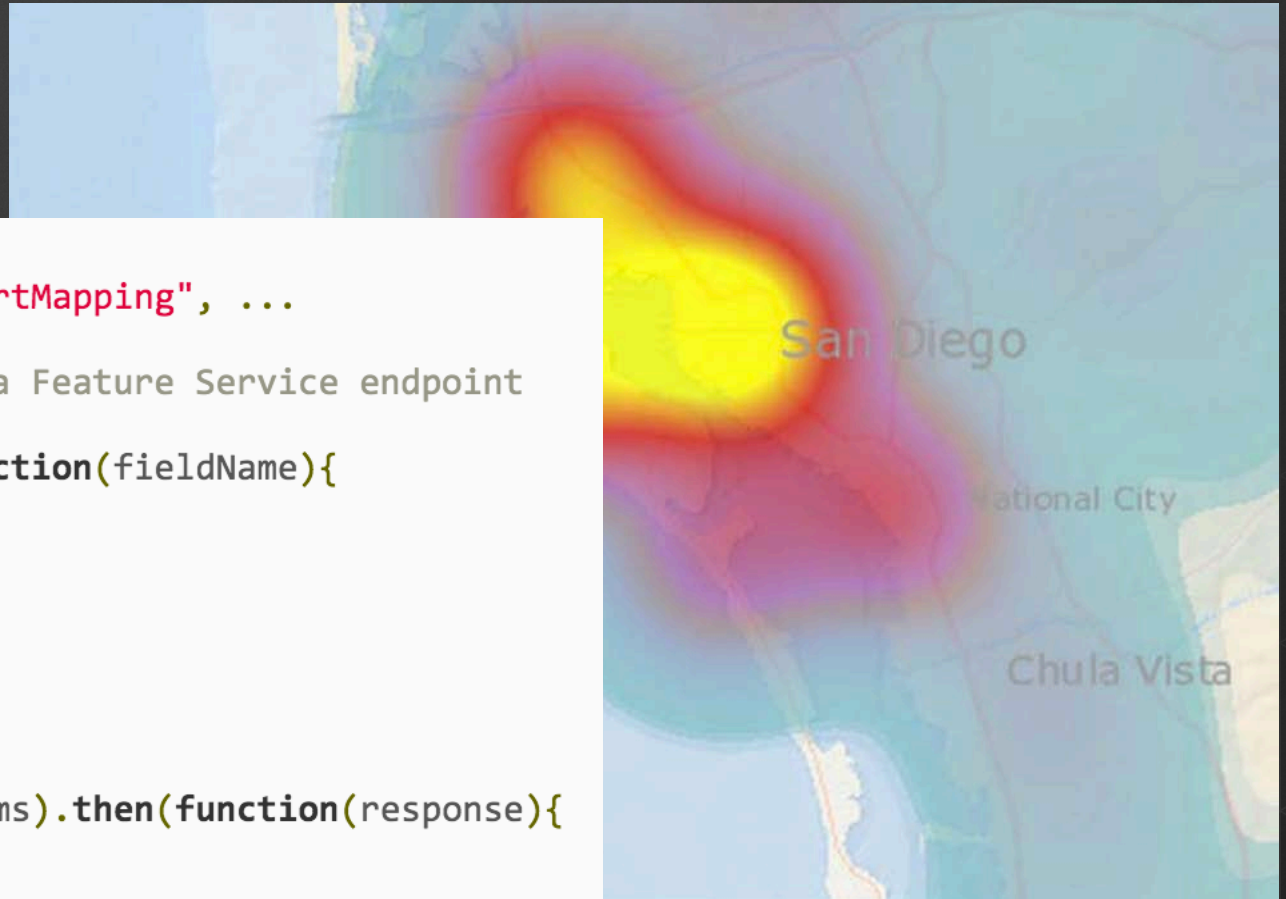 rtMapping", ...
a Feature Service endpoint
ction(fieldName){
ms).then(function(response){
San Diego
National City
Chula Vista